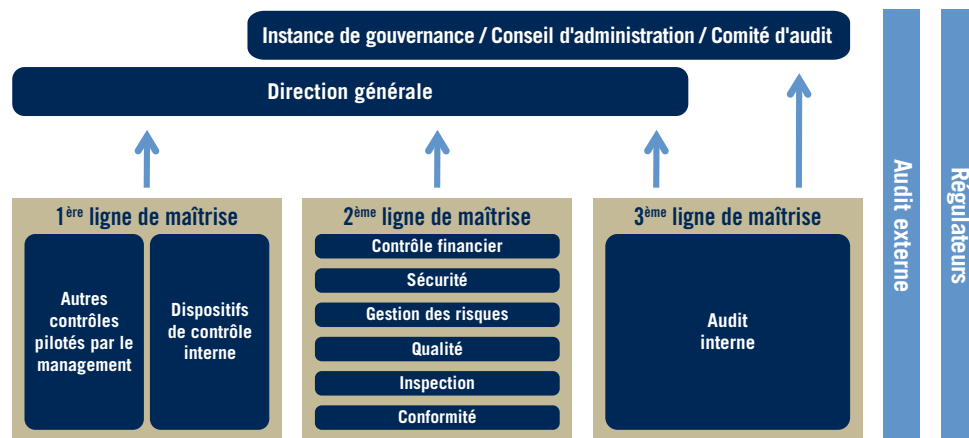 Instance de gouvernance / Conseil d'administration / Comité d'audit
Direction générale
1ère ligne de maîtrise
Autres
contrôles
pilotés par le
management
Dispositifs
de contrôle
interne
2ème ligne de maîtrise
Contrôle financier
Sécurité
Gestion des risques
Qualité
Inspection
Conformité
3ème ligne de maîtrise
Audit
interne
Audit externe
Régulateurs